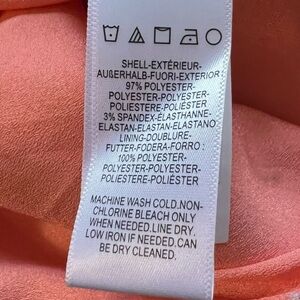 SHELL-EXTÉRIEUR-
AUßERHALB-FUORI-EXTERIOR:
97% POLYESTER-
POLYESTER-POLYESTER-
POLIESTERE-POLIÉSTER
3% SPANDEX-ÉLASTHANNE-
ELASTAN-ELASTAN-ELASTANO
LINING-DOUBLURE-
FUTTER-FODERA-FORRO :
100% POLYESTER-
POLYESTER-POLYESTER-
POLIESTERE-POLIÉSTER
MACHINE WASH COLD.NON-
CHLORINE BLEACH ONLY
WHEN NEEDED.LINE DRY.
LOW IRON IF NEEDED.CAN
BE DRY CLEANED.